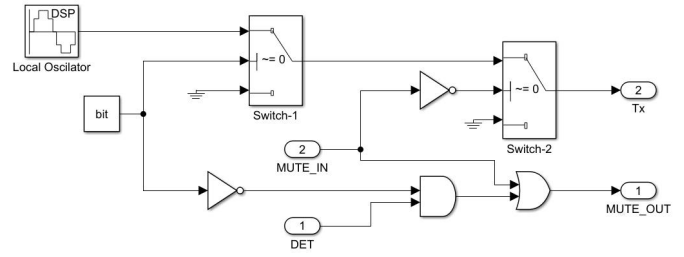 DSP
Local Oscilator
~= 0
Switch-1
bit
~= 0
Switch-2
2
Tx
2
MUTE_IN
1
MUTE_OUT
1
DET